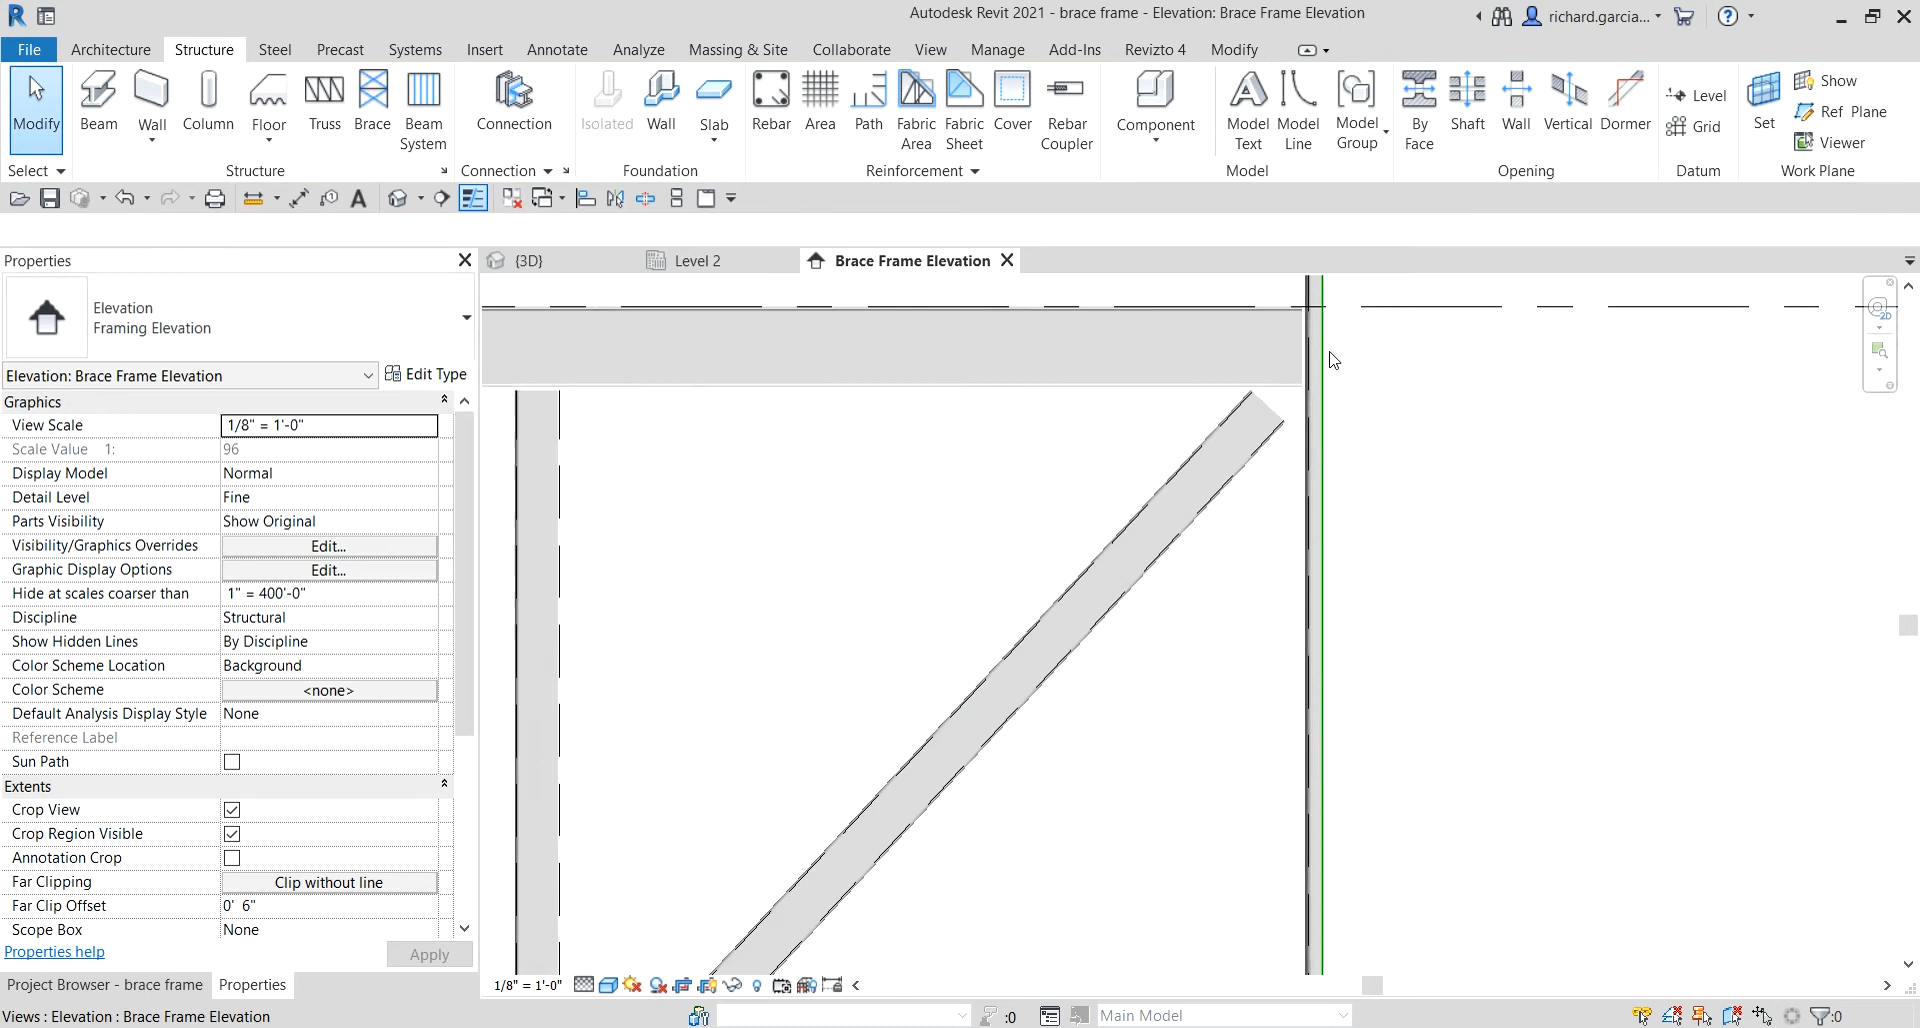 Autodesk Revit 2021 - brace frame - Elevation: Brace Frame Elevation
richard.garcia...
File Architecture Structure Steel Precast Systems Insert Annotate Analyze Massing & Site Collaborate View Manage Add-Ins Revizto 4 Modify
Modify Beam Wall Column Floor Truss Brace Beam System Connection Isolated Wall Slab Rebar Area Path Fabric Area Fabric Sheet Cover Rebar Coupler Component Model Text Model Line Model Group By Face Shaft Wall Vertical Dormer Level Grid Set Show Ref Plane Viewer
Select Structure Connection Foundation Reinforcement Model Opening Datum Work Plane
Properties
{3D} Level 2 Brace Frame Elevation
Elevation
Framing Elevation
Elevation: Brace Frame Elevation Edit Type
Graphics
View Scale 1/8" = 1'-0"
Scale Value 1: 96
Display Model Normal
Detail Level Fine
Parts Visibility Show Original
Visibility/Graphics Overrides Edit...
Graphic Display Options Edit...
Hide at scales coarser than 1" = 400'-0"
Discipline Structural
Show Hidden Lines By Discipline
Color Scheme Location Background
Color Scheme <none>
Default Analysis Display Style None
Reference Label
Sun Path
Extents
Crop View
Crop Region Visible
Annotation Crop
Far Clipping Clip without line
Far Clip Offset 0' 6"
Scope Box None
Properties help Apply
2D
Project Browser - brace frame Properties
1/8" = 1'-0"
Views : Elevation : Brace Frame Elevation
:0 Main Model :0